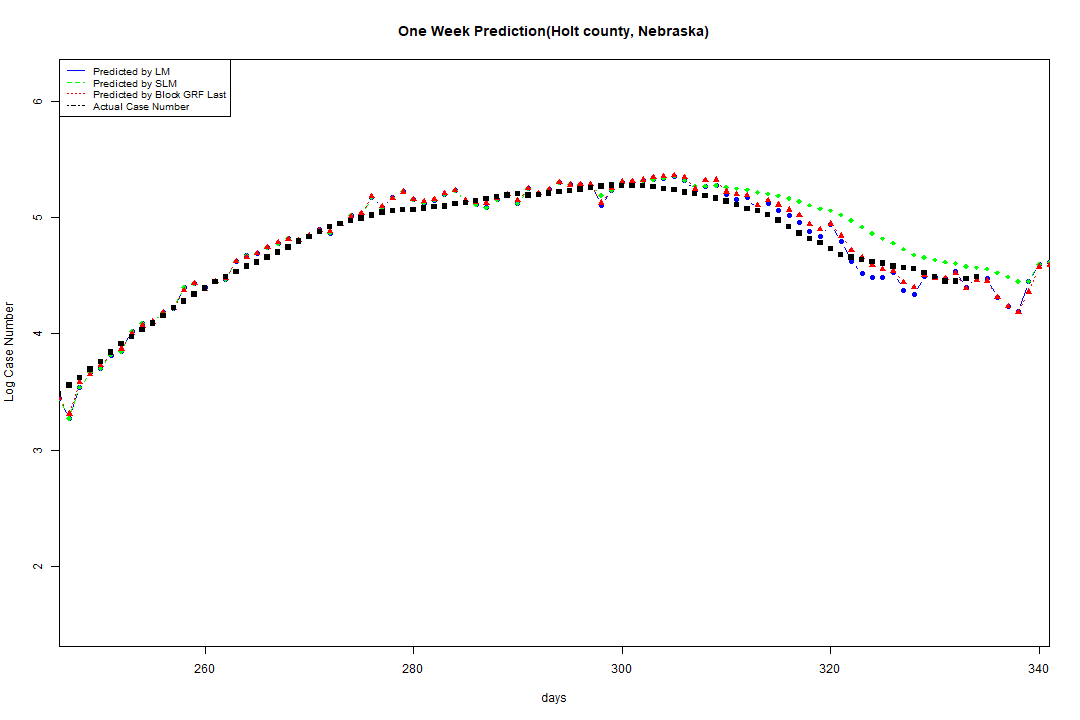 One Week Prediction(Holt county, Nebraska)
Predicted by LM
Predicted by SLM
Predicted by Block GRF Last
Actual Case Number
6
5
4
3
2
Log Case Number
260 280 300 320 340
days